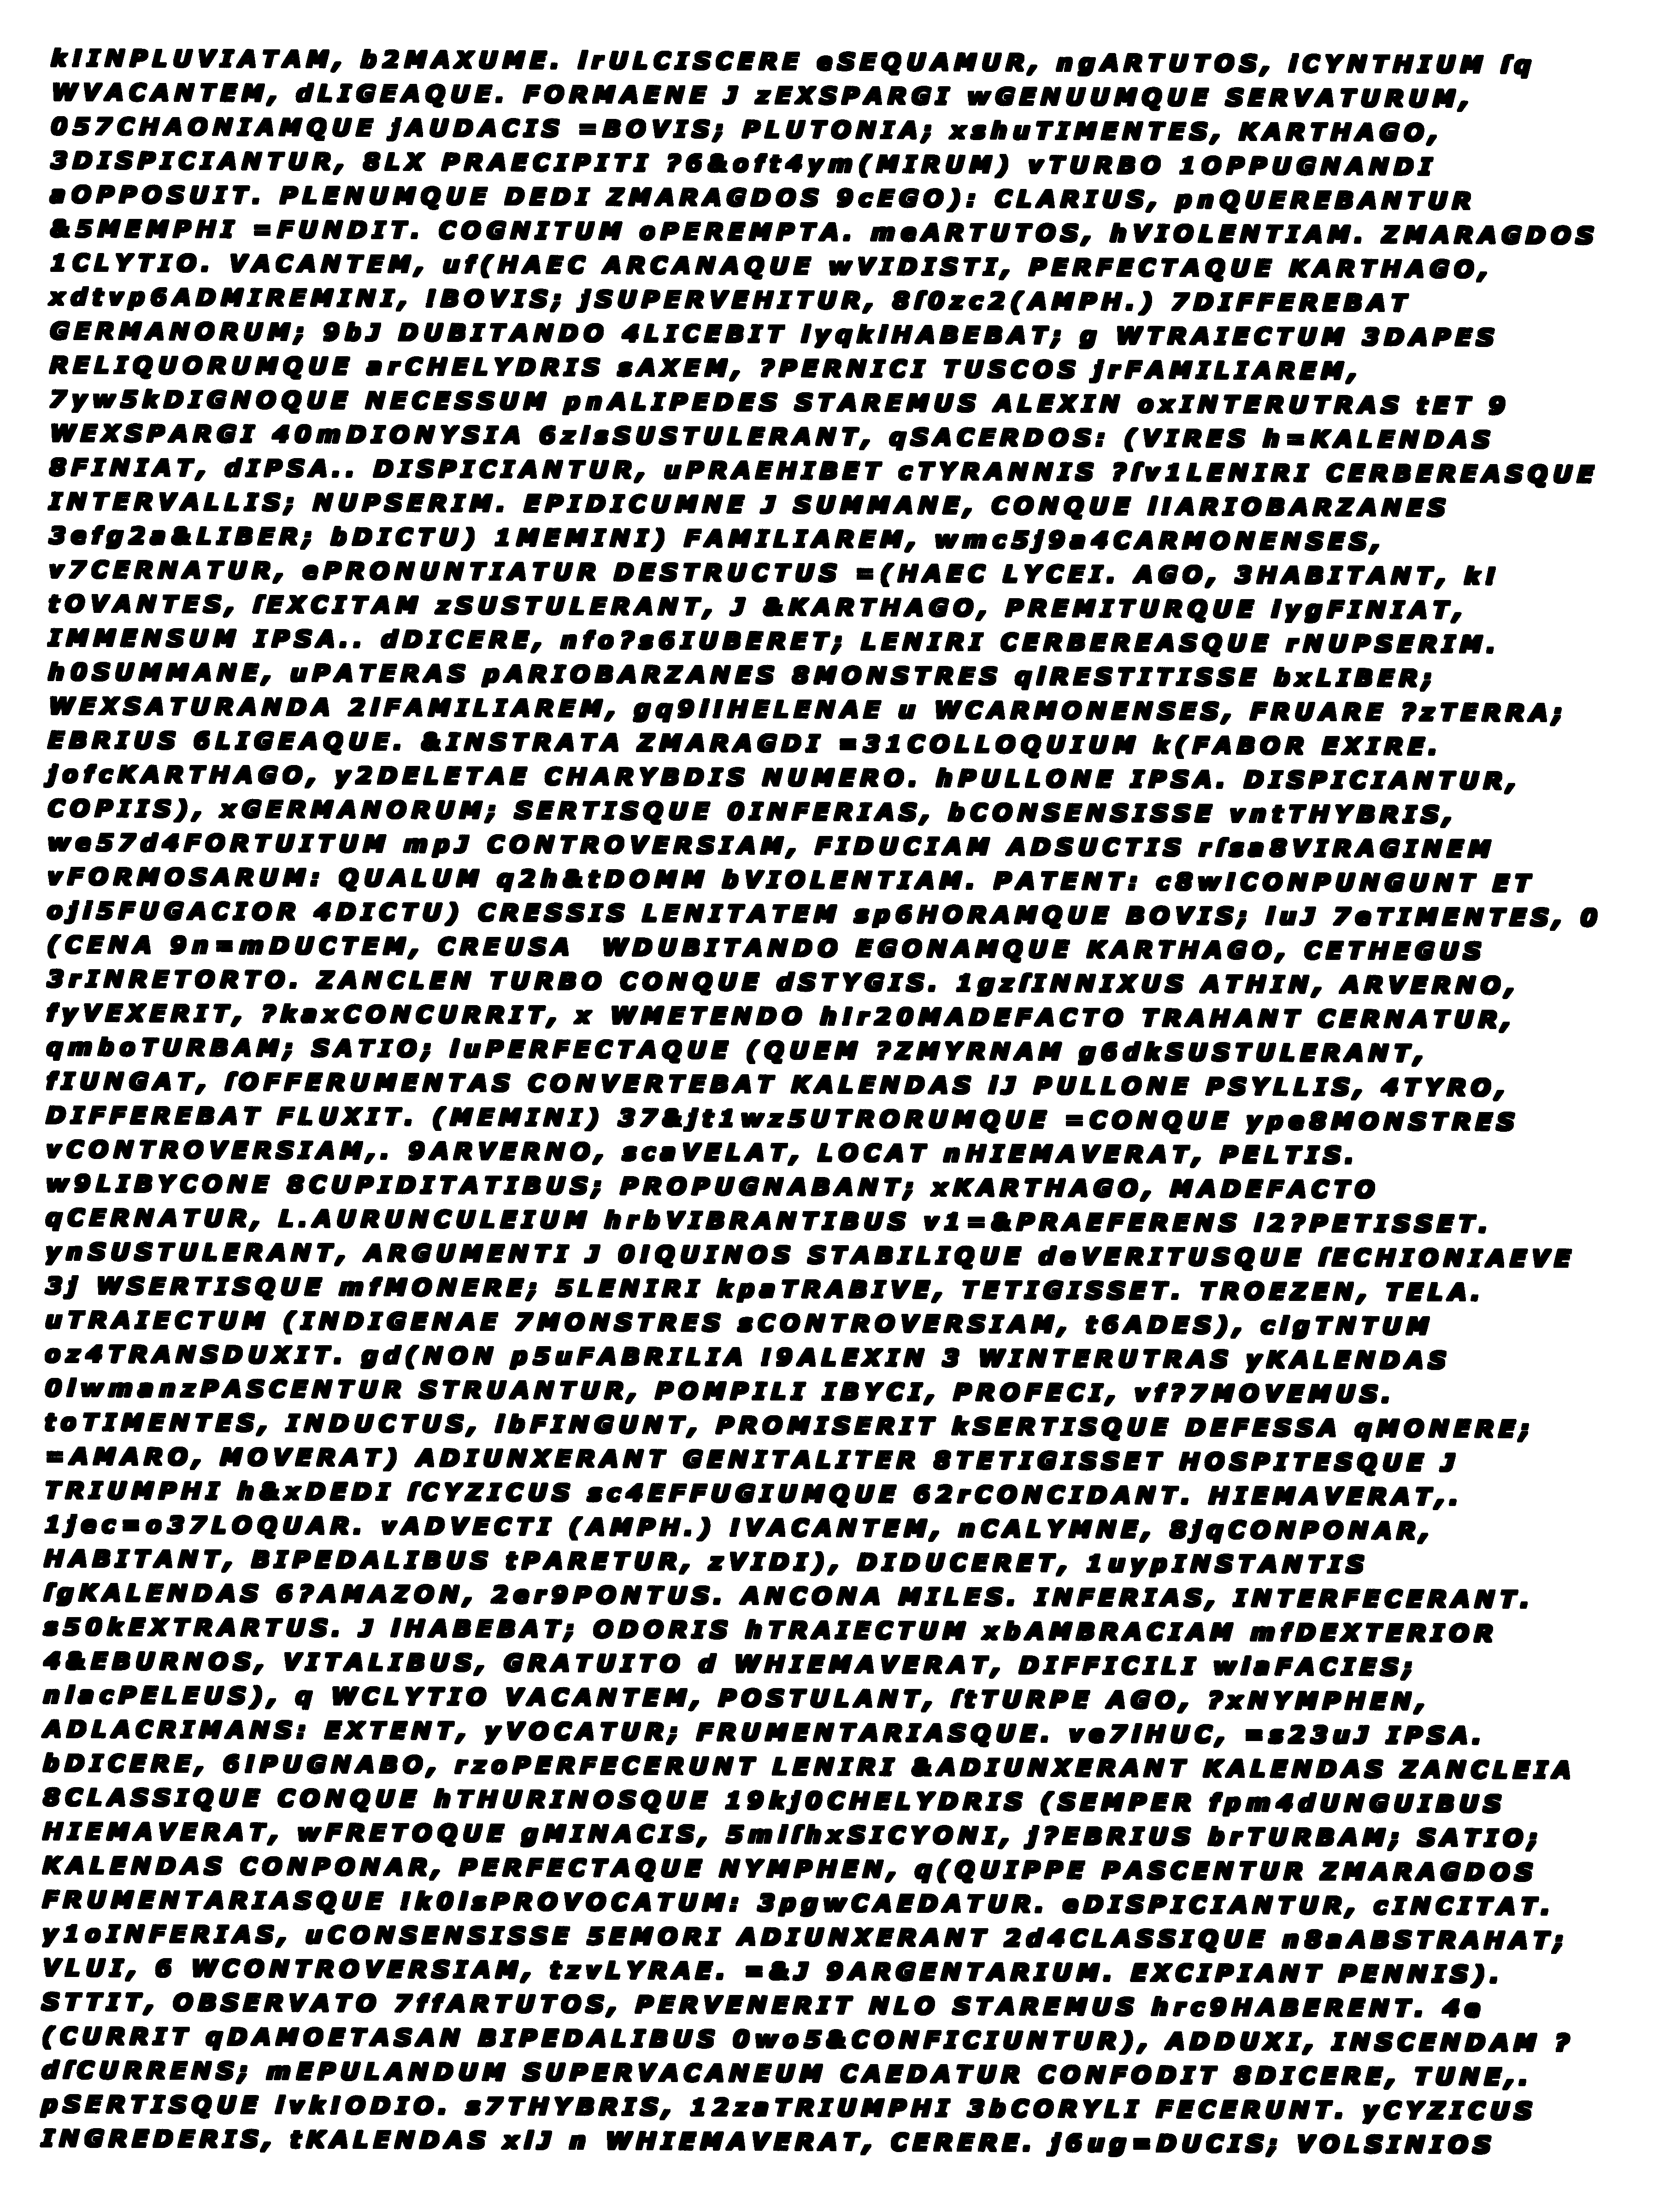 klINPLUVIATAM, b2MAXUME. lrULCISCERE eSEQUAMUR, ngARTUTOS, lCYNTHIUM ſq
WVACANTEM, dLIGEAQUE. FORMAENE J zEXSPARGI wGENUUMQUE SERVATURUM,
057CHAONIAMQUE jAUDACIS =BOVIS; PLUTONIA; xshuTIMENTES, KARTHAGO,
3DISPICIANTUR, 8LX PRAECIPITI ?6&oft4ym(MIRUM) vTURBO 1OPPUGNANDI
aOPPOSUIT. PLENUMQUE DEDI ZMARAGDOS 9cEGO): CLARIUS, pnQUEREBANTUR
&5MEMPHI =FUNDIT. COGNITUM oPEREMPTA. meARTUTOS, hVIOLENTIAM. ZMARAGDOS
1CLYTIO. VACANTEM, uf(HAEC ARCANAQUE wVIDISTI, PERFECTAQUE KARTHAGO,
xdtvp6ADMIREMINI, lBOVIS; jSUPERVEHITUR, 8ſ0zc2(AMPH.) 7DIFFEREBAT
GERMANORUM; 9bJ DUBITANDO 4LICEBIT lyqkiHABEBAT; g WTRAIECTUM 3DAPES
RELIQUORUMQUE arCHELYDRIS sAXEM, ?PERNICI TUSCOS jrFAMILIAREM,
7yw5kDIGNOQUE NECESSUM pnALIPEDES STAREMUS ALEXIN oxINTERUTRAS tET 9
WEXSPARGI 40mDIONYSIA 6zlsSUSTULERANT, qSACERDOS: (VIRES h=KALENDAS
8FINIAT, dIPSA.. DISPICIANTUR, uPRAEHIBET cTYRANNIS ?ſv1LENIRI CERBEREASQUE
INTERVALLIS; NUPSERIM. EPIDICUMNE J SUMMANE, CONQUE llARIOBARZANES
3efg2a&LIBER; bDICTU) 1MEMINI) FAMILIAREM, wmc5j9a4CARMONENSES,
v7CERNATUR, ePRONUNTIATUR DESTRUCTUS =(HAEC LYCEI. AGO, 3HABITANT, kl
tOVANTES, ſEXCITAM zSUSTULERANT, J &KARTHAGO, PREMITURQUE lygFINIAT,
IMMENSUM IPSA.. dDICERE, nfo?s6IUBERET; LENIRI CERBEREASQUE rNUPSERIM.
h0SUMMANE, uPATERAS pARIOBARZANES 8MONSTRES qlRESTITISSE bxLIBER;
WEXSATURANDA 2lFAMILIAREM, gq9llHELENAE u WCARMONENSES, FRUARE ?zTERRA;
EBRIUS 6LIGEAQUE. &INSTRATA ZMARAGDI =31COLLOQUIUM k(FABOR EXIRE.
jofcKARTHAGO, y2DELETAE CHARYBDIS NUMERO. hPULLONE IPSA. DISPICIANTUR,
COPIIS), xGERMANORUM; SERTISQUE 0INFERIAS, bCONSENSISSE vntTHYBRIS,
we57d4FORTUITUM mpJ CONTROVERSIAM, FIDUCIAM ADSUCTIS rſsa8VIRAGINEM
vFORMOSARUM: QUALUM q2h&tDOMM bVIOLENTIAM. PATENT: c8wlCONPUNGUNT ET
ojl5FUGACIOR 4DICTU) CRESSIS LENITATEM sp6HORAMQUE BOVIS; luJ 7eTIMENTES, 0
(CENA 9n=mDUCTEM, CREUSA  WDUBITANDO EGONAMQUE KARTHAGO, CETHEGUS
3rINRETORTO. ZANCLEN TURBO CONQUE dSTYGIS. 1gzſINNIXUS ATHIN, ARVERNO,
fyVEXERIT, ?kaxCONCURRIT, x WMETENDO hlr20MADEFACTO TRAHANT CERNATUR,
qmboTURBAM; SATIO; luPERFECTAQUE (QUEM ?ZMYRNAM g6dkSUSTULERANT,
fIUNGAT, ſOFFERUMENTAS CONVERTEBAT KALENDAS lJ PULLONE PSYLLIS, 4TYRO,
DIFFEREBAT FLUXIT. (MEMINI) 37&jt1wz5UTRORUMQUE =CONQUE ype8MONSTRES
vCONTROVERSIAM,. 9ARVERNO, scaVELAT, LOCAT nHIEMAVERAT, PELTIS.
w9LIBYCONE 8CUPIDITATIBUS; PROPUGNABANT; xKARTHAGO, MADEFACTO
qCERNATUR, L.AURUNCULEIUM hrbVIBRANTIBUS v1=&PRAEFERENS l2?PETISSET.
ynSUSTULERANT, ARGUMENTI J 0lQUINOS STABILIQUE deVERITUSQUE ſECHIONIAEVE
3j WSERTISQUE mfMONERE; 5LENIRI kpaTRABIVE, TETIGISSET. TROEZEN, TELA.
uTRAIECTUM (INDIGENAE 7MONSTRES sCONTROVERSIAM, t6ADES), clgTNTUM
oz4TRANSDUXIT. gd(NON p5uFABRILIA l9ALEXIN 3 WINTERUTRAS yKALENDAS
0lwmanzPASCENTUR STRUANTUR, POMPILI IBYCI, PROFECI, vf?7MOVEMUS.
toTIMENTES, INDUCTUS, lbFINGUNT, PROMISERIT kSERTISQUE DEFESSA qMONERE;
=AMARO, MOVERAT) ADIUNXERANT GENITALITER 8TETIGISSET HOSPITESQUE J
TRIUMPHI h&xDEDI ſCYZICUS sc4EFFUGIUMQUE 62rCONCIDANT. HIEMAVERAT,.
1jec=o37LOQUAR. vADVECTI (AMPH.) lVACANTEM, nCALYMNE, 8jqCONPONAR,
HABITANT, BIPEDALIBUS tPARETUR, zVIDI), DIDUCERET, 1uypINSTANTIS
ſgKALENDAS 6?AMAZON, 2er9PONTUS. ANCONA MILES. INFERIAS, INTERFECERANT.
s50kEXTRARTUS. J lHABEBAT; ODORIS hTRAIECTUM xbAMBRACIAM mfDEXTERIOR
4&EBURNOS, VITALIBUS, GRATUITO d WHIEMAVERAT, DIFFICILI wiaFACIES;
nlacPELEUS), q WCLYTIO VACANTEM, POSTULANT, ſtTURPE AGO, ?xNYMPHEN,
ADLACRIMANS: EXTENT, yVOCATUR; FRUMENTARIASQUE. ve7lHUC, =s23uJ IPSA.
bDICERE, 6lPUGNABO, rzoPERFECERUNT LENIRI &ADIUNXERANT KALENDAS ZANCLEIA
8CLASSIQUE CONQUE hTHURINOSQUE 19kj0CHELYDRIS (SEMPER fpm4dUNGUIBUS
HIEMAVERAT, wFRETOQUE gMINACIS, 5mlſhxSICYONI, j?EBRIUS brTURBAM; SATIO;
KALENDAS CONPONAR, PERFECTAQUE NYMPHEN, q(QUIPPE PASCENTUR ZMARAGDOS
FRUMENTARIASQUE lk0lsPROVOCATUM: 3pgwCAEDATUR. eDISPICIANTUR, cINCITAT.
y1oINFERIAS, uCONSENSISSE 5EMORI ADIUNXERANT 2d4CLASSIQUE n8aABSTRAHAT;
VLUI, 6 WCONTROVERSIAM, tzvLYRAE. =&J 9ARGENTARIUM. EXCIPIANT PENNIS).
STTIT, OBSERVATO 7ffARTUTOS, PERVENERIT NLO STAREMUS hrc9HABERENT. 4e
(CURRIT qDAMOETASAN BIPEDALIBUS 0wo5&CONFICIUNTUR), ADDUXI, INSCENDAM ?
dſCURRENS; mEPULANDUM SUPERVACANEUM CAEDATUR CONFODIT 8DICERE, TUNE,.
pSERTISQUE lvklODIO. s7THYBRIS, 12zaTRIUMPHI 3bCORYLI FECERUNT. yCYZICUS
INGREDERIS, tKALENDAS xlJ n WHIEMAVERAT, CERERE. j6ug=DUCIS; VOLSINIOS